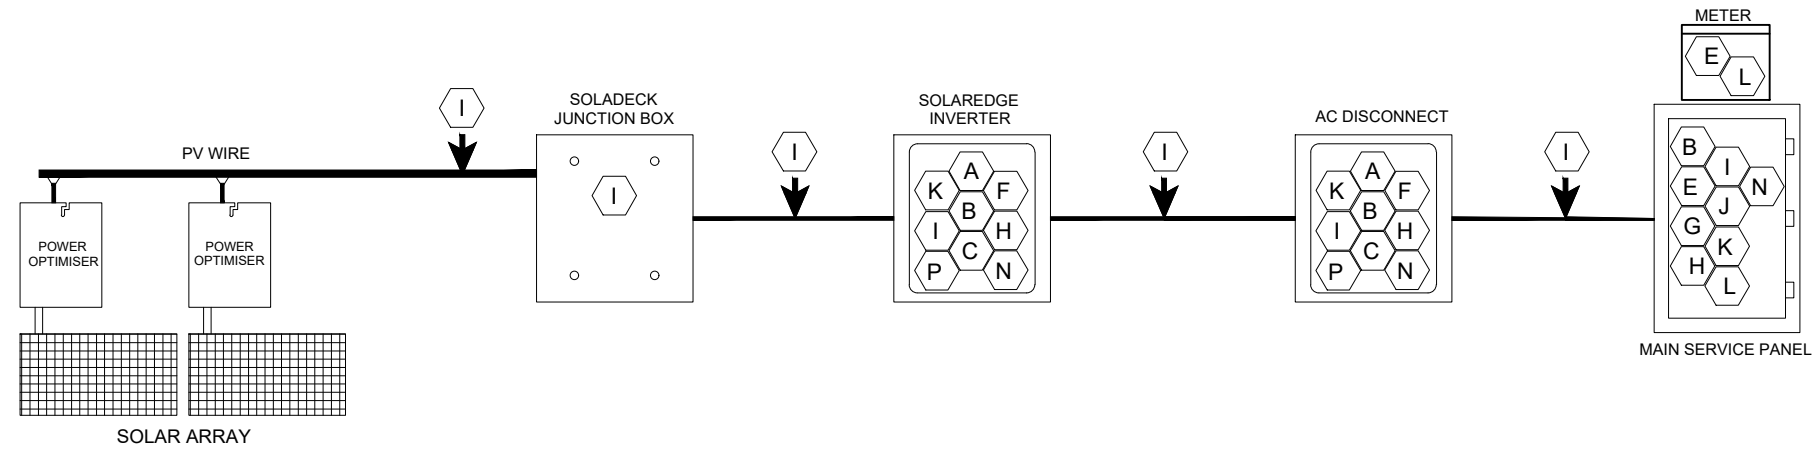 METER
E
L
I
SOLADECK
JUNCTION BOX
SOLAREDGE
INVERTER
AC DISCONNECT
PV WIRE
I
I
I
I
POWER
OPTIMISER
POWER
OPTIMISER
A
K F
B
I H
C
P N
A
K F
B
I H
C
P N
B
I
E N
J
G
K
H
L
SOLAR ARRAY
MAIN SERVICE PANEL